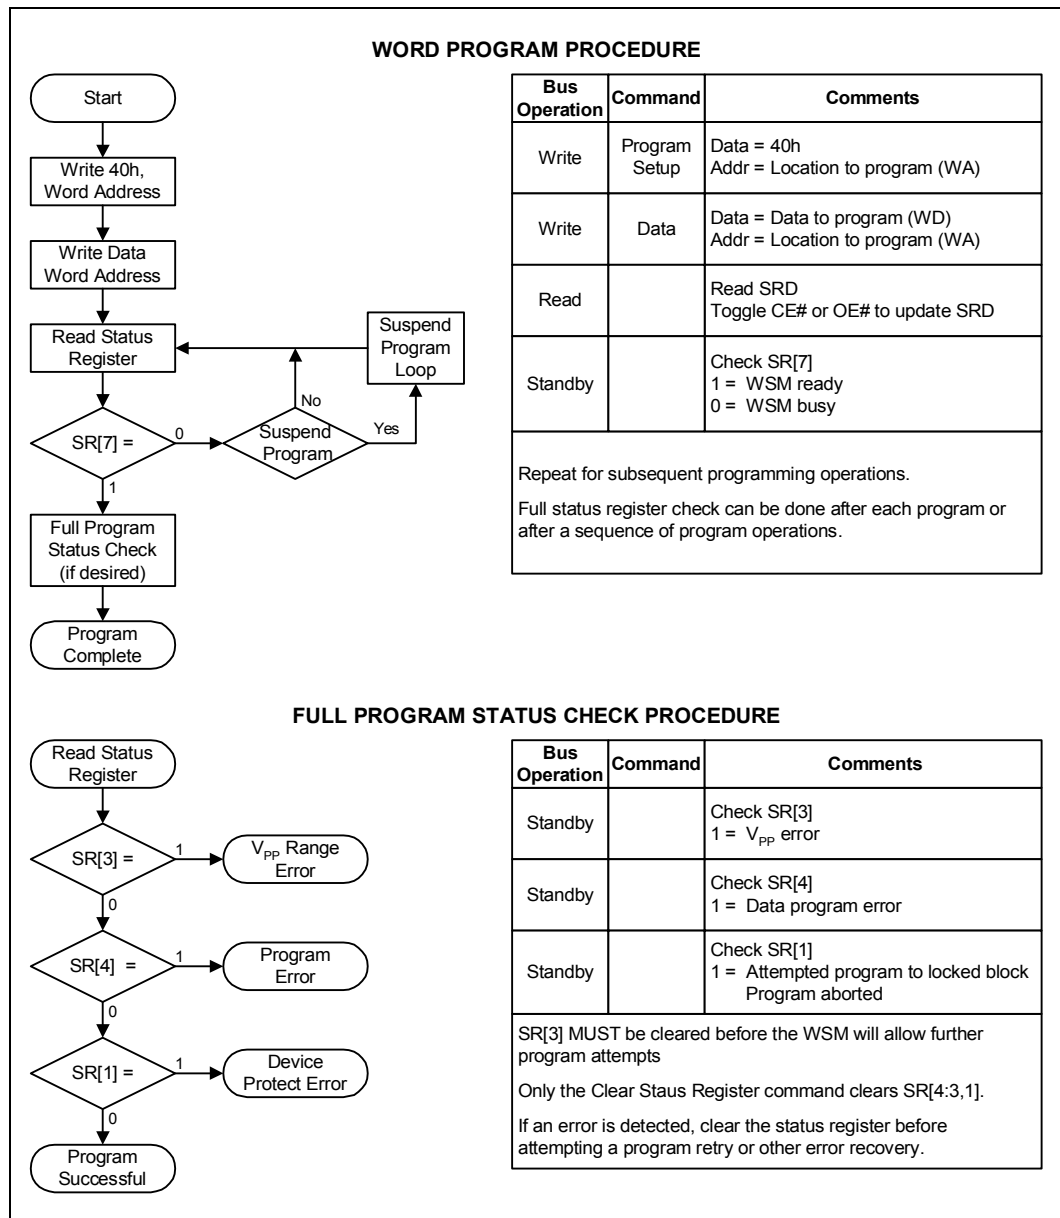 WORD PROGRAM PROCEDURE
Start
Write 40h,
Word Address
Write Data
Word Address
Read Status
Register
Suspend
Program
Loop
No
SR[7] =
0
Suspend
Program
Yes
1
Full Program
Status Check
(if desired)
Program
Complete
Bus
Operation
Command
Comments
Write
Program
Setup
Data = 40h
Addr = Location to program (WA)
Write
Data
Data = Data to program (WD)
Addr = Location to program (WA)
Read
Read SRD
Toggle CE# or OE# to update SRD
Standby
Check SR[7]
1 = WSM ready
0 = WSM busy
Repeat for subsequent programming operations.
Full status register check can be done after each program or
after a sequence of program operations.
FULL PROGRAM STATUS CHECK PROCEDURE
Read Status
Register
SR[3] =
1
VPP Range
Error
0
SR[4] =
1
Program
Error
0
SR[1] =
1
Device
Protect Error
0
Program
Successful
Bus
Operation
Command
Comments
Standby
Check SR[3]
1 = VPP error
Standby
Check SR[4]
1 = Data program error
Standby
Check SR[1]
1 = Attempted program to locked block
Program aborted
SR[3] MUST be cleared before the WSM will allow further
program attempts
Only the Clear Staus Register command clears SR[4:3,1].
If an error is detected, clear the status register before
attempting a program retry or other error recovery.